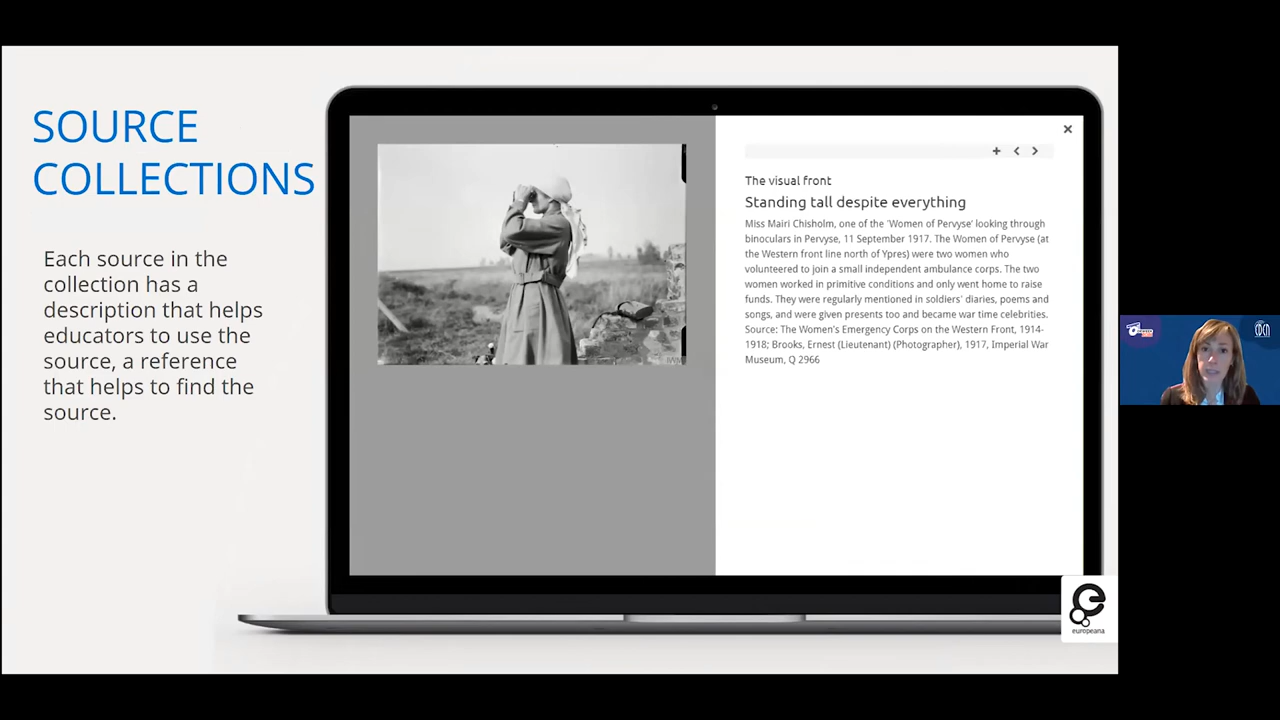 SOURCE
COLLECTIONS
Each source in the
collection has a
description that helps
educators to use the
source, a reference
that helps to find the
source.
The visual front
Standing tall despite everything
Miss Mairi Chisholm, one of the 'Women of Pervyse' looking through
binoculars in Pervyse, 11 September 1917. The Women of Pervyse (at
the Western front line north of Ypres) were two women who
volunteered to join a small independent ambulance corps. The two
women worked in primitive conditions and only went home to raise
funds. They were regularly mentioned in soldiers' diaries, poems and
songs, and were given presents too and became war time celebrities.
Source: The Women's Emergency Corps on the Western Front, 1914-
1918; Brooks, Ernest (Lieutenant) (Photographer), 1917, Imperial War
Museum, Q 2966
IWM
europeana